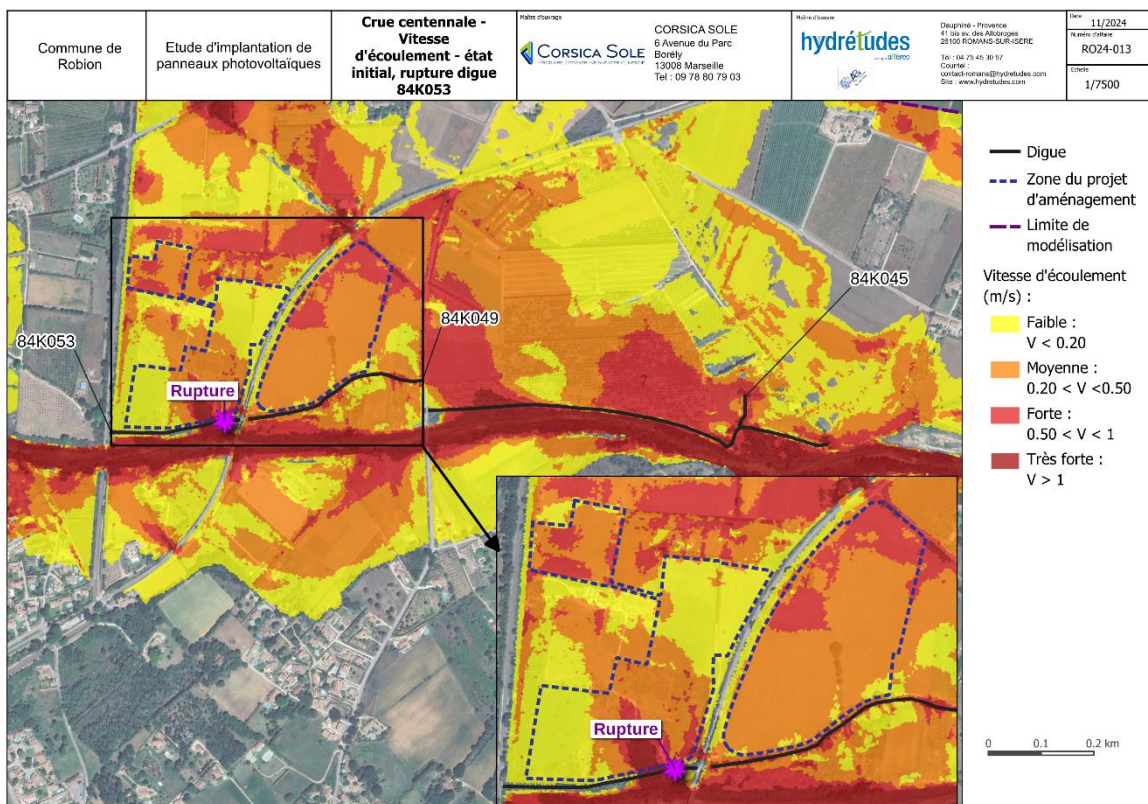 Commune de
Robion
Etude d'implantation de
panneaux photovoltaïques
Crue centennale -
Vitesse
d'écoulement - état
initial, rupture digue
84K053
Maître d'ouvrage
CORSICA SOLE
CORSICA SOLE
6 Avenue du Parc
Borély
13008 Marseille
Tel : 09 78 80 79 03
Maître d'œuvre
hydrétudes
Dauphiné - Provence
41 bis av. des Allobroges
26100 ROMANS-SUR-ISERE
Tél : 04 75 45 30 57
Courriel :
contact-romans@hydretudes.com
Site : www.hydretudes.com
Date
11/2024
Numéro d'affaire
RO24-013
Echelle
1/7500
84K045
84K049
84K053
Rupture
Rupture
Digue
Zone du projet
d'aménagement
Limite de
modélisation
Vitesse d'écoulement
(m/s) :
Faible :
V < 0.20
Moyenne :
0.20 < V <0.50
Forte :
0.50 < V < 1
Très forte :
V > 1
0 0.1 0.2 km